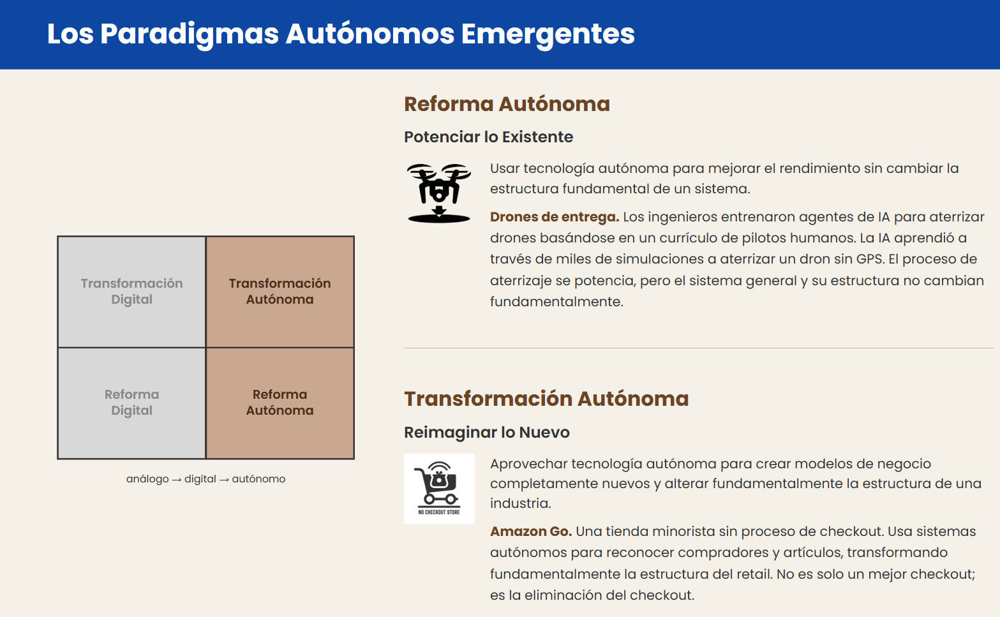 Los Paradigmas Autónomos Emergentes
Transformación
Digital
Transformación
Autónoma
Reforma
Digital
Reforma
Autónoma
análogo → digital → autónomo
Reforma Autónoma
Potenciar lo Existente
Usar tecnología autónoma para mejorar el rendimiento sin cambiar la
estructura fundamental de un sistema.
Drones de entrega. Los ingenieros entrenaron agentes de IA para aterrizar
drones basándose en un currículo de pilotos humanos. La IA aprendió a
través de miles de simulaciones a aterrizar un dron sin GPS. El proceso de
aterrizaje se potencia, pero el sistema general y su estructura no cambian
fundamentalmente.
Transformación Autónoma
Reimaginar lo Nuevo
NO CHECKOUT STORE
Aprovechar tecnología autónoma para crear modelos de negocio
completamente nuevos y alterar fundamentalmente la estructura de una
industria.
Amazon Go. Una tienda minorista sin proceso de checkout. Usa sistemas
autónomos para reconocer compradores y artículos, transformando
fundamentalmente la estructura del retail. No es solo un mejor checkout;
es la eliminación del checkout.